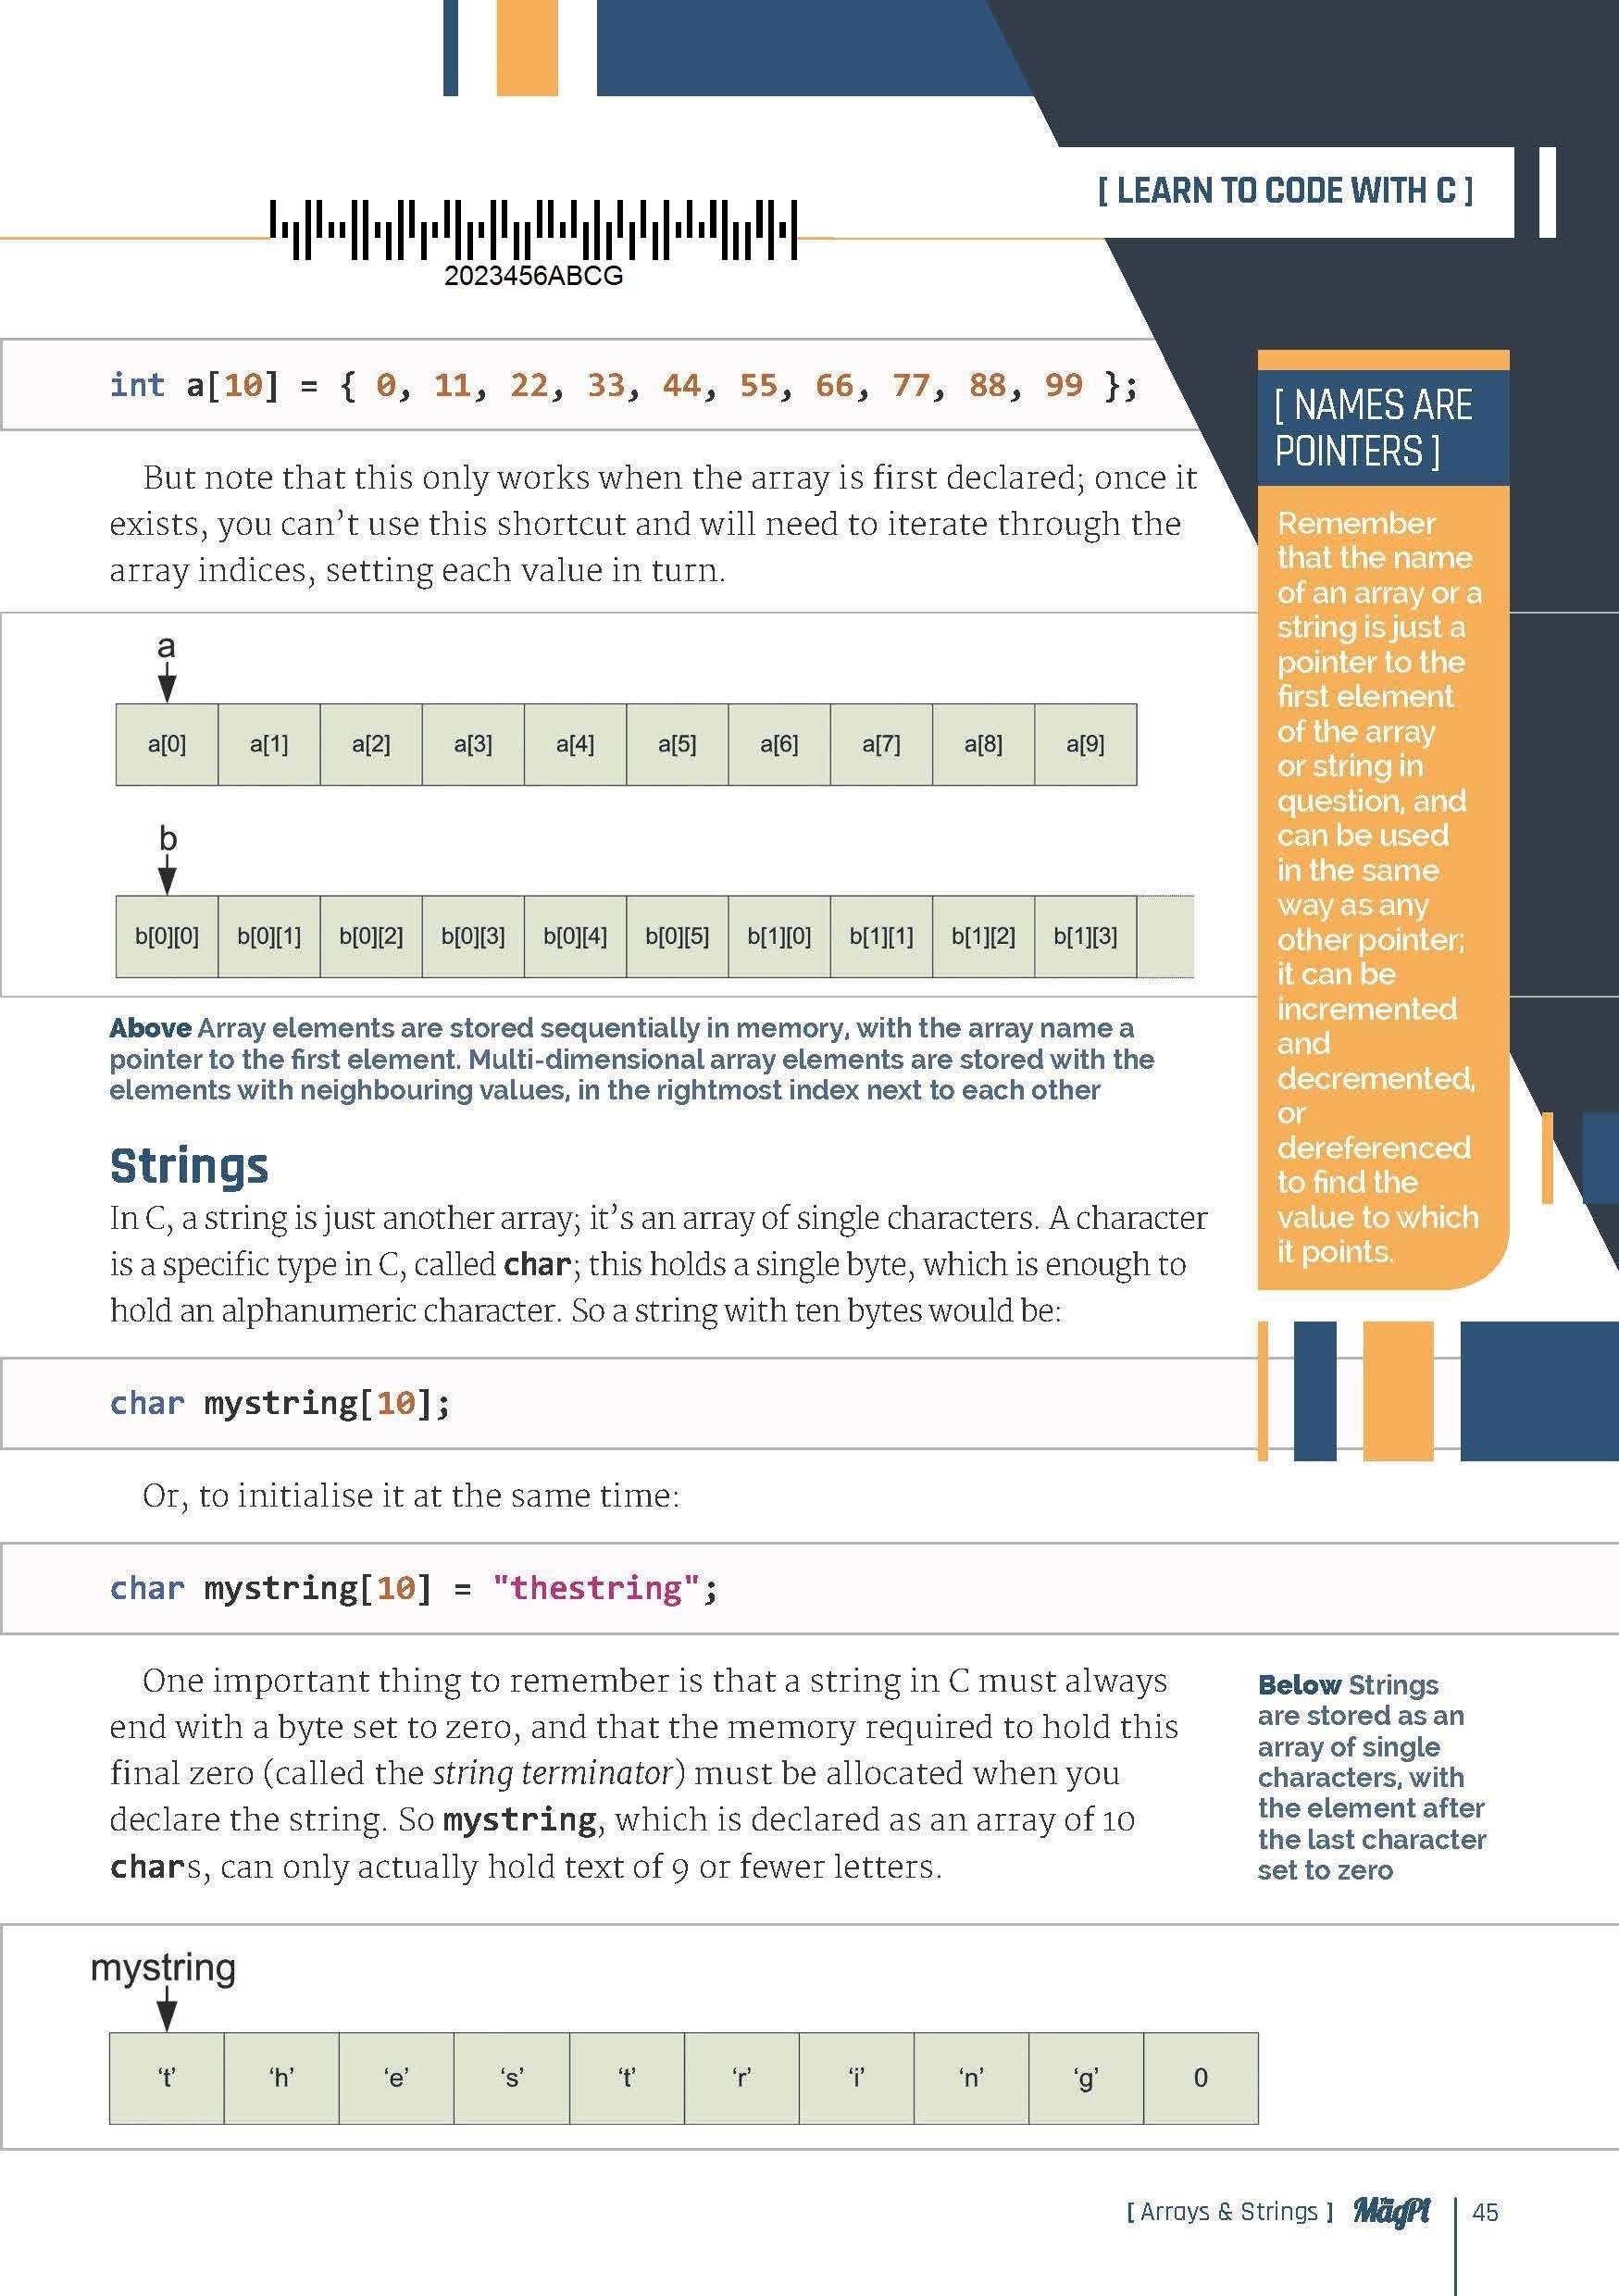 [ LEARN TO CODE WITH C ]
2023456ABCG
int a[10] = { 0, 11, 22, 33, 44, 55, 66, 77, 88, 99 };
But note that this only works when the array is first declared; once it
exists, you can’t use this shortcut and will need to iterate through the
array indices, setting each value in turn.
a
a[0] a[1] a[2] a[3] a[4] a[5] a[6] a[7] a[8] a[9]
b
b[0][0] b[0][1] b[0][2] b[0][3] b[0][4] b[0][5] b[1][0] b[1][1] b[1][2] b[1][3]
Above Array elements are stored sequentially in memory, with the array name a
pointer to the first element. Multi-dimensional array elements are stored with the
elements with neighbouring values, in the rightmost index next to each other
[ NAMES ARE
POINTERS ]
Remember
that the name
of an array or a
string is just a
pointer to the
first element
of the array
or string in
question, and
can be used
in the same
way as any
other pointer;
it can be
incremented
and
decremented,
or
dereferenced
to find the
value to which
it points.
Strings
In C, a string is just another array; it’s an array of single characters. A character
is a specific type in C, called char; this holds a single byte, which is enough to
hold an alphanumeric character. So a string with ten bytes would be:
char mystring[10];
Or, to initialise it at the same time:
char mystring[10] = "thestring";
One important thing to remember is that a string in C must always
end with a byte set to zero, and that the memory required to hold this
final zero (called the string terminator) must be allocated when you
declare the string. So mystring, which is declared as an array of 10
chars, can only actually hold text of 9 or fewer letters.
Below Strings
are stored as an
array of single
characters, with
the element after
the last character
set to zero
mystring
‘t’ ‘h’ ‘e’ ‘s’ ‘t’ ‘r’ ‘i’ ‘n’ ‘g’ 0
[ Arrays & Strings ] The MagPi 45